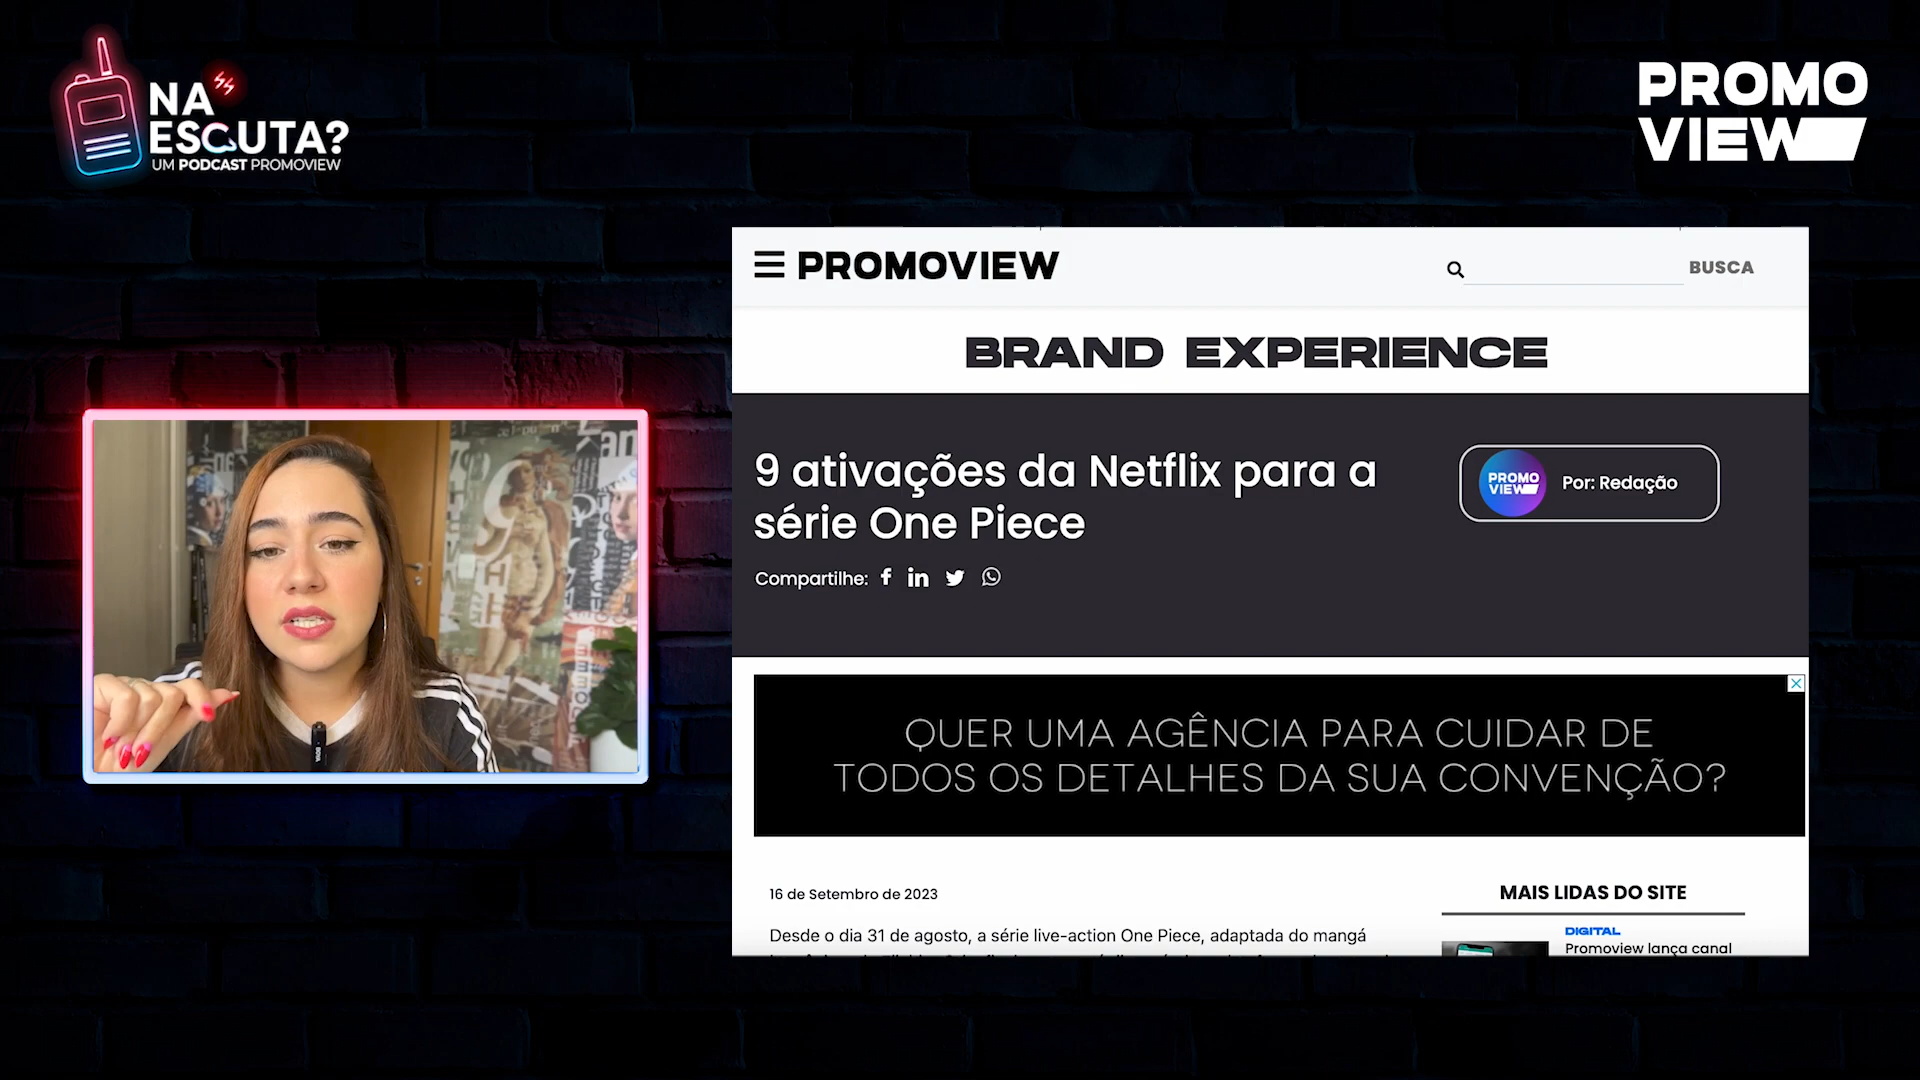 NA
ESCUTA?
UM PODCAST PROMOVIEW
PROMO
VIEW
PROMOVIEW
BUSCA
BRAND EXPERIENCE
9 ativações da Netflix para a
série One Piece
PROMO
VIEW
Por: Redação
Compartilhe:
QUER UMA AGÊNCIA PARA CUIDAR DE
TODOS OS DETALHES DA SUA CONVENÇÃO?
16 de Setembro de 2023
MAIS LIDAS DO SITE
Desde o dia 31 de agosto, a série live-action One Piece, adaptada do mangá
DIGITAL
Promoview lança canal